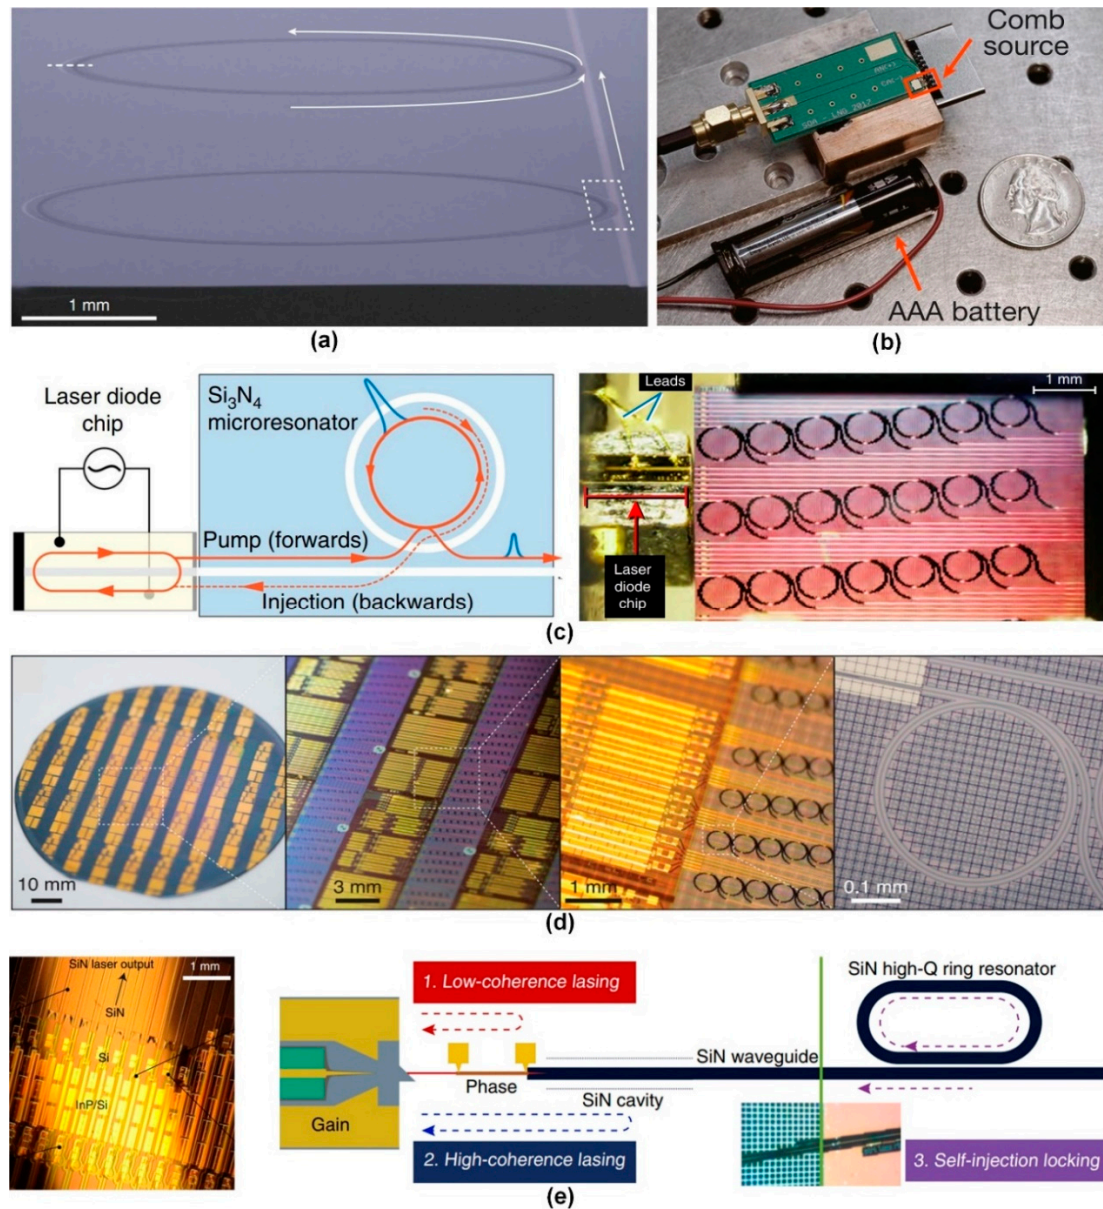 1 mm
(a)
Comb
source
AAA battery
(b)
Laser diode
chip
Si₃N₄
microresonator
Pump (forwards)
Injection (backwards)
Leads
1 mm
Laser
diode
chip
(c)
10 mm
3 mm
1 mm
0.1 mm
(d)
SiN laser output
1 mm
SiN
Si
InP/Si
1. Low-coherence lasing
Phase
Gain
2. High-coherence lasing
SiN waveguide
SiN cavity
SiN high-Q ring resonator
3. Self-injection locking
(e)